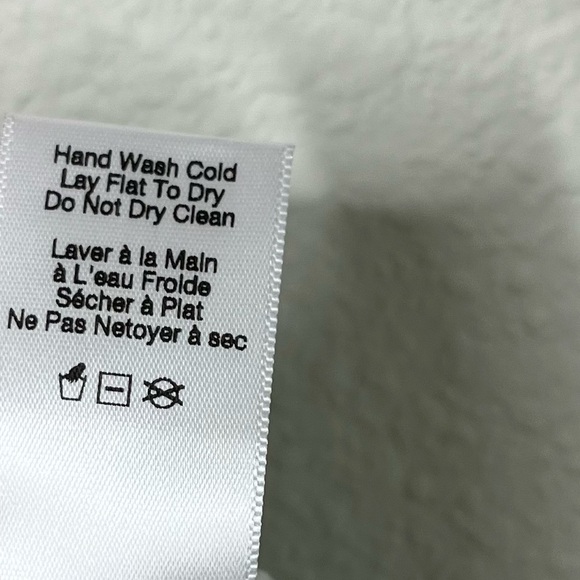 Hand Wash Cold
Lay Flat To Dry
Do Not Dry Clean
Laver à la Main
à L'eau Froide
Sécher à Plat
Ne Pas Netoyer à sec